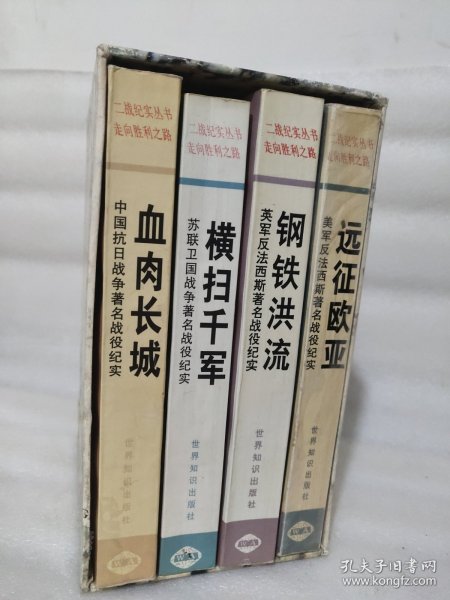 二战纪实丛书
走向胜利之路
血肉长城
中国抗日战争著名战役纪实
世界知识出版社
二战纪实丛书
走向胜利之路
横扫千军
苏联卫国战争著名战役纪实
世界知识出版社
二战纪实丛书
走向胜利之路
钢铁洪流
英军反法西斯著名战役纪实
世界知识出版社
二战纪实丛书
走向胜利之路
远征欧亚
美军反法西斯著名战役纪实
世界知识出版社
孔夫子旧书网
www.kongfz.com